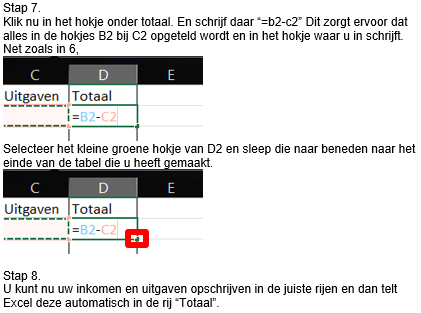 Stap 7.
Klik nu in het hokje onder totaal. En schrijf daar “=b2-c2” Dit zorgt ervoor dat
alles in de hokjes B2 bij C2 opgeteld wordt en in het hokje waar u in schrijft.
Net zoals in 6,
C D E
Uitgaven Totaal
=B2-C2
Selecteer het kleine groene hokje van D2 en sleep die naar beneden naar het
einde van de tabel die u heeft gemaakt.
C D E
Uitgaven Totaal
=B2-C2
Stap 8.
U kunt nu uw inkomen en uitgaven opschrijven in de juiste rijen en dan telt
Excel deze automatisch in de rij “Totaal”.